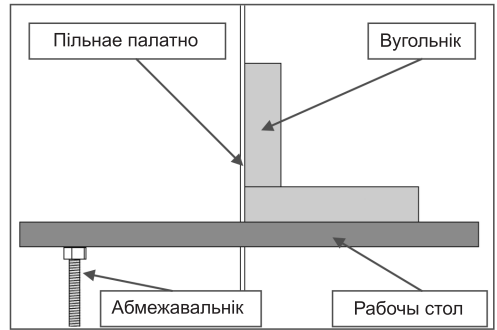 Пільнае палатно
Вугольнік
Абмежавальнік
Рабочы стол